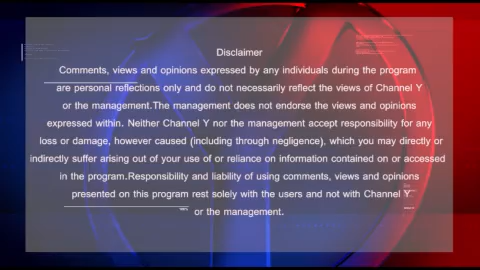 Disclaimer
Comments, views and opinions expressed by any individuals during the program
are personal reflections only and do not necessarily reflect the views of Channel Y
or the management.The management does not endorse the views and opinions
expressed within. Neither Channel Y nor the management accept responsibility for any
loss or damage, however caused (including through negligence), which you may directly or
indirectly suffer arising out of your use of or reliance on information contained on or accessed
in the program.Responsibility and liability of using comments, views and opinions
presented on this program rest solely with the users and not with Channel Y
or the management.